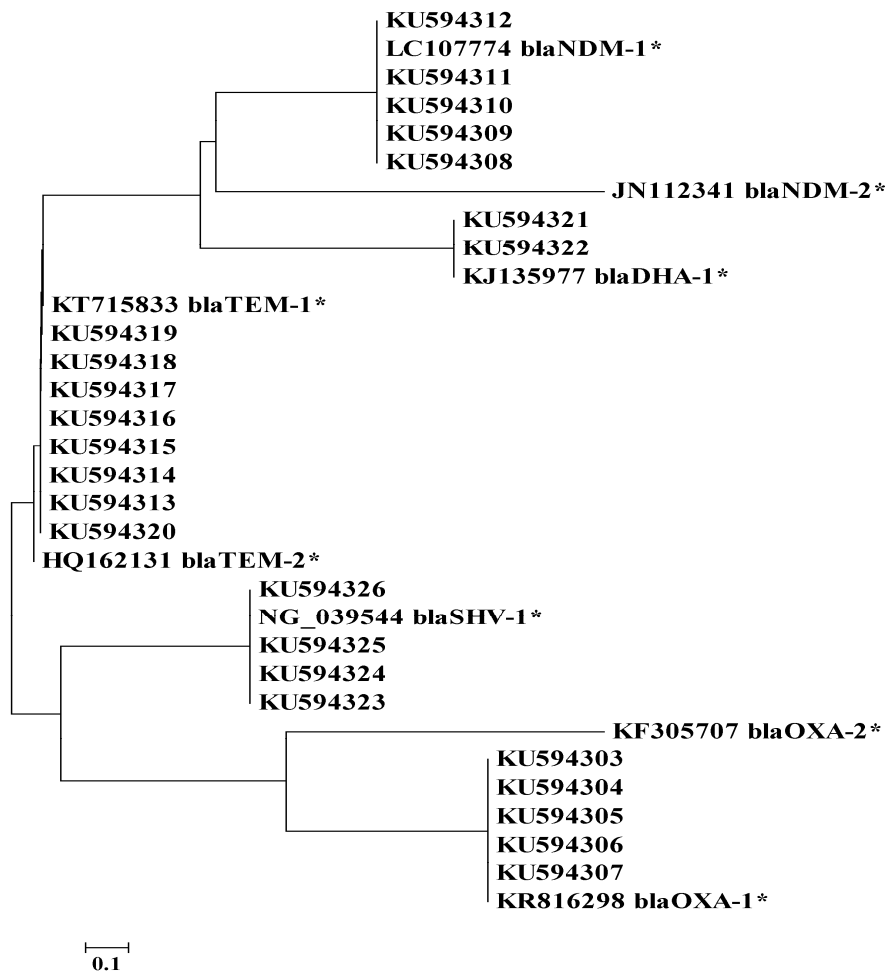 KU594312
LC107774 blaNDM-1*
KU594311
KU594310
KU594309
KU594308
JN112341 blaNDM-2*
KU594321
KU594322
KJ135977 blaDHA-1*
KT715833 blaTEM-1*
KU594319
KU594318
KU594317
KU594316
KU594315
KU594314
KU594313
KU594320
HQ162131 blaTEM-2*
KU594326
NG_039544 blaSHV-1*
KU594325
KU594324
KU594323
KF305707 blaOXA-2*
KU594303
KU594304
KU594305
KU594306
KU594307
KR816298 blaOXA-1*
0.1